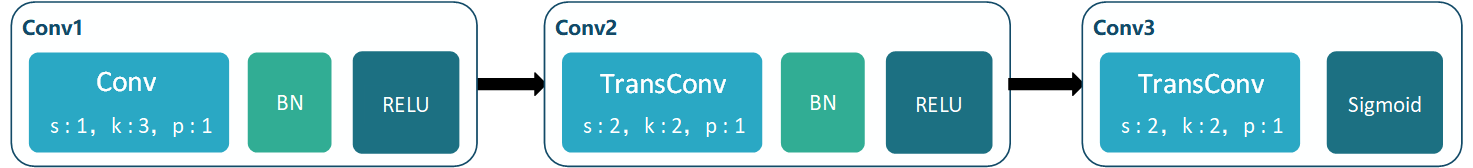 Conv1
Conv
s:1, k:3, p:1
BN
RELU
Conv2
TransConv
s:2, k:2, p:1
BN
RELU
Conv3
TransConv
s:2, k:2, p:1
Sigmoid